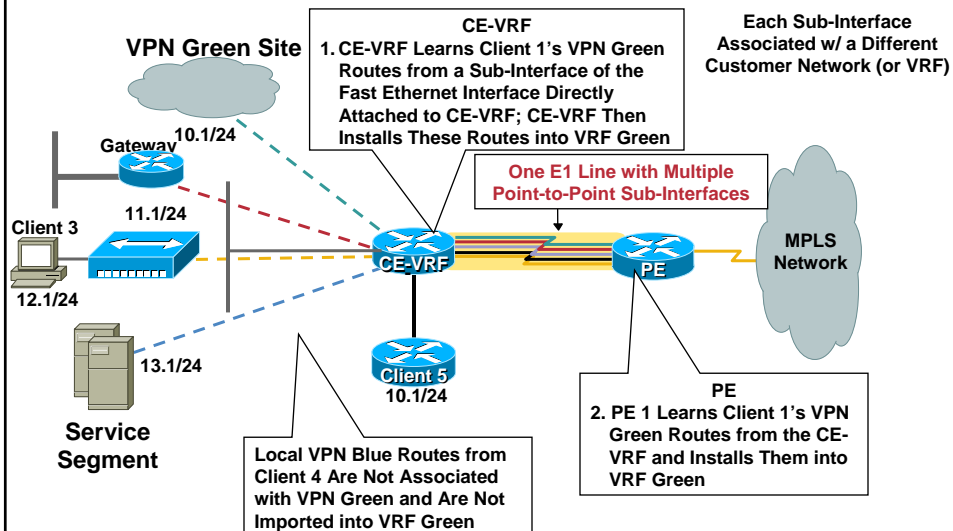 CE-VRF
1. CE-VRF Learns Client 1's VPN Green
Routes from a Sub-Interface of the
Fast Ethernet Interface Directly
Attached to CE-VRF; CE-VRF Then
Installs These Routes into VRF Green
Each Sub-Interface
Associated w/ a Different
Customer Network (or VRF)
VPN Green Site
10.1/24
Gateway
One E1 Line with Multiple
Point-to-Point Sub-Interfaces
11.1/24
Client 3
12.1/24
CE-VRF
PE
MPLS
Network
13.1/24
Client 5
10.1/24
Service
Segment
PE
2. PE 1 Learns Client 1's VPN
Green Routes from the CE-
VRF and Installs Them into
VRF Green
Local VPN Blue Routes from
Client 4 Are Not Associated
with VPN Green and Are Not
Imported into VRF Green